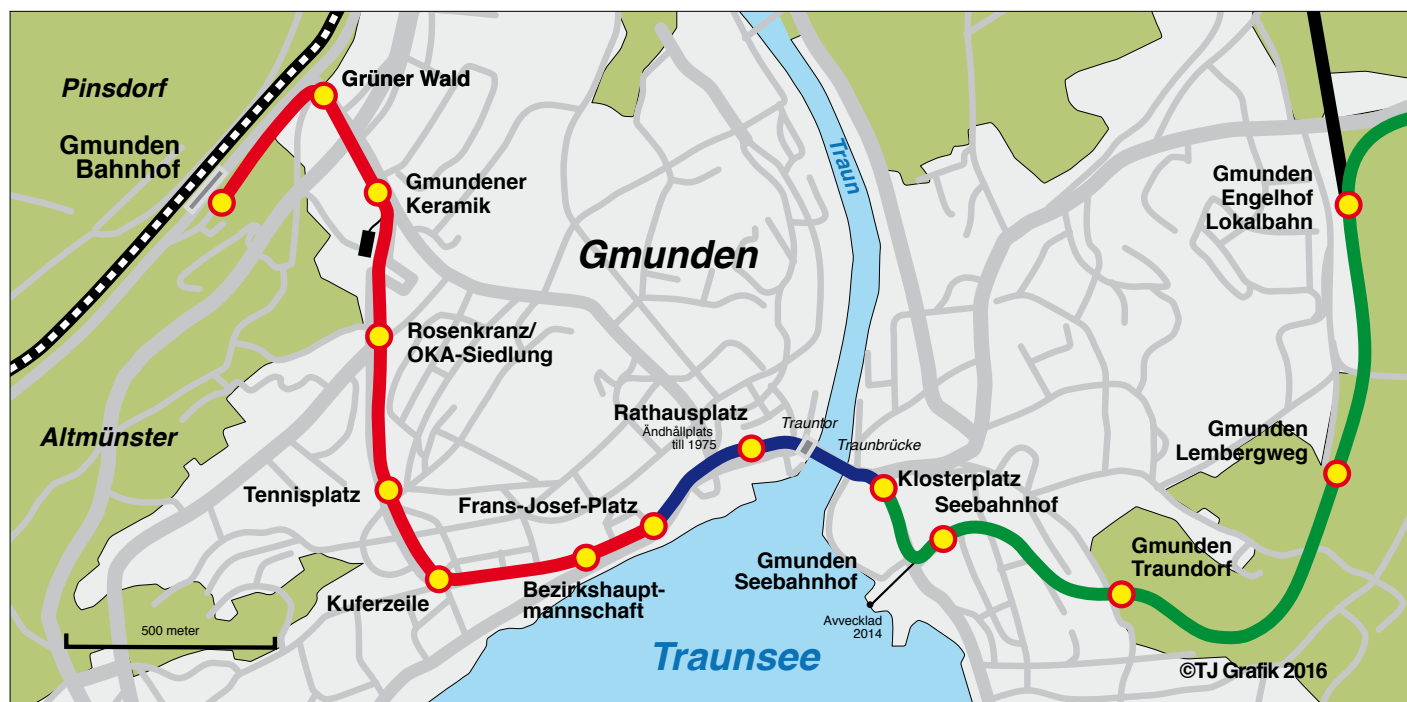 Pinsdorf
Grüner Wald
Gmunden
Bahnhof
Gmundener
Keramik
Gmunden
Traun
Gmunden
Engelhof
Lokalbahn
Rosenkranz/
OKA-Siedlung
Altmünster
Rathausplatz
Ändhållplats
till 1975
Trauntor
Traunbrücke
Gmunden
Lembergweg
Tennisplatz
Frans-Josef-Platz
Klosterplatz
Seebahnhof
Gmunden
Seebahnhof
Gmunden
Traundorf
Kuferzeile
Bezirkshaupt-
mannschaft
Avvecklad
2014
500 meter
Traunsee
©TJ Grafik 2016